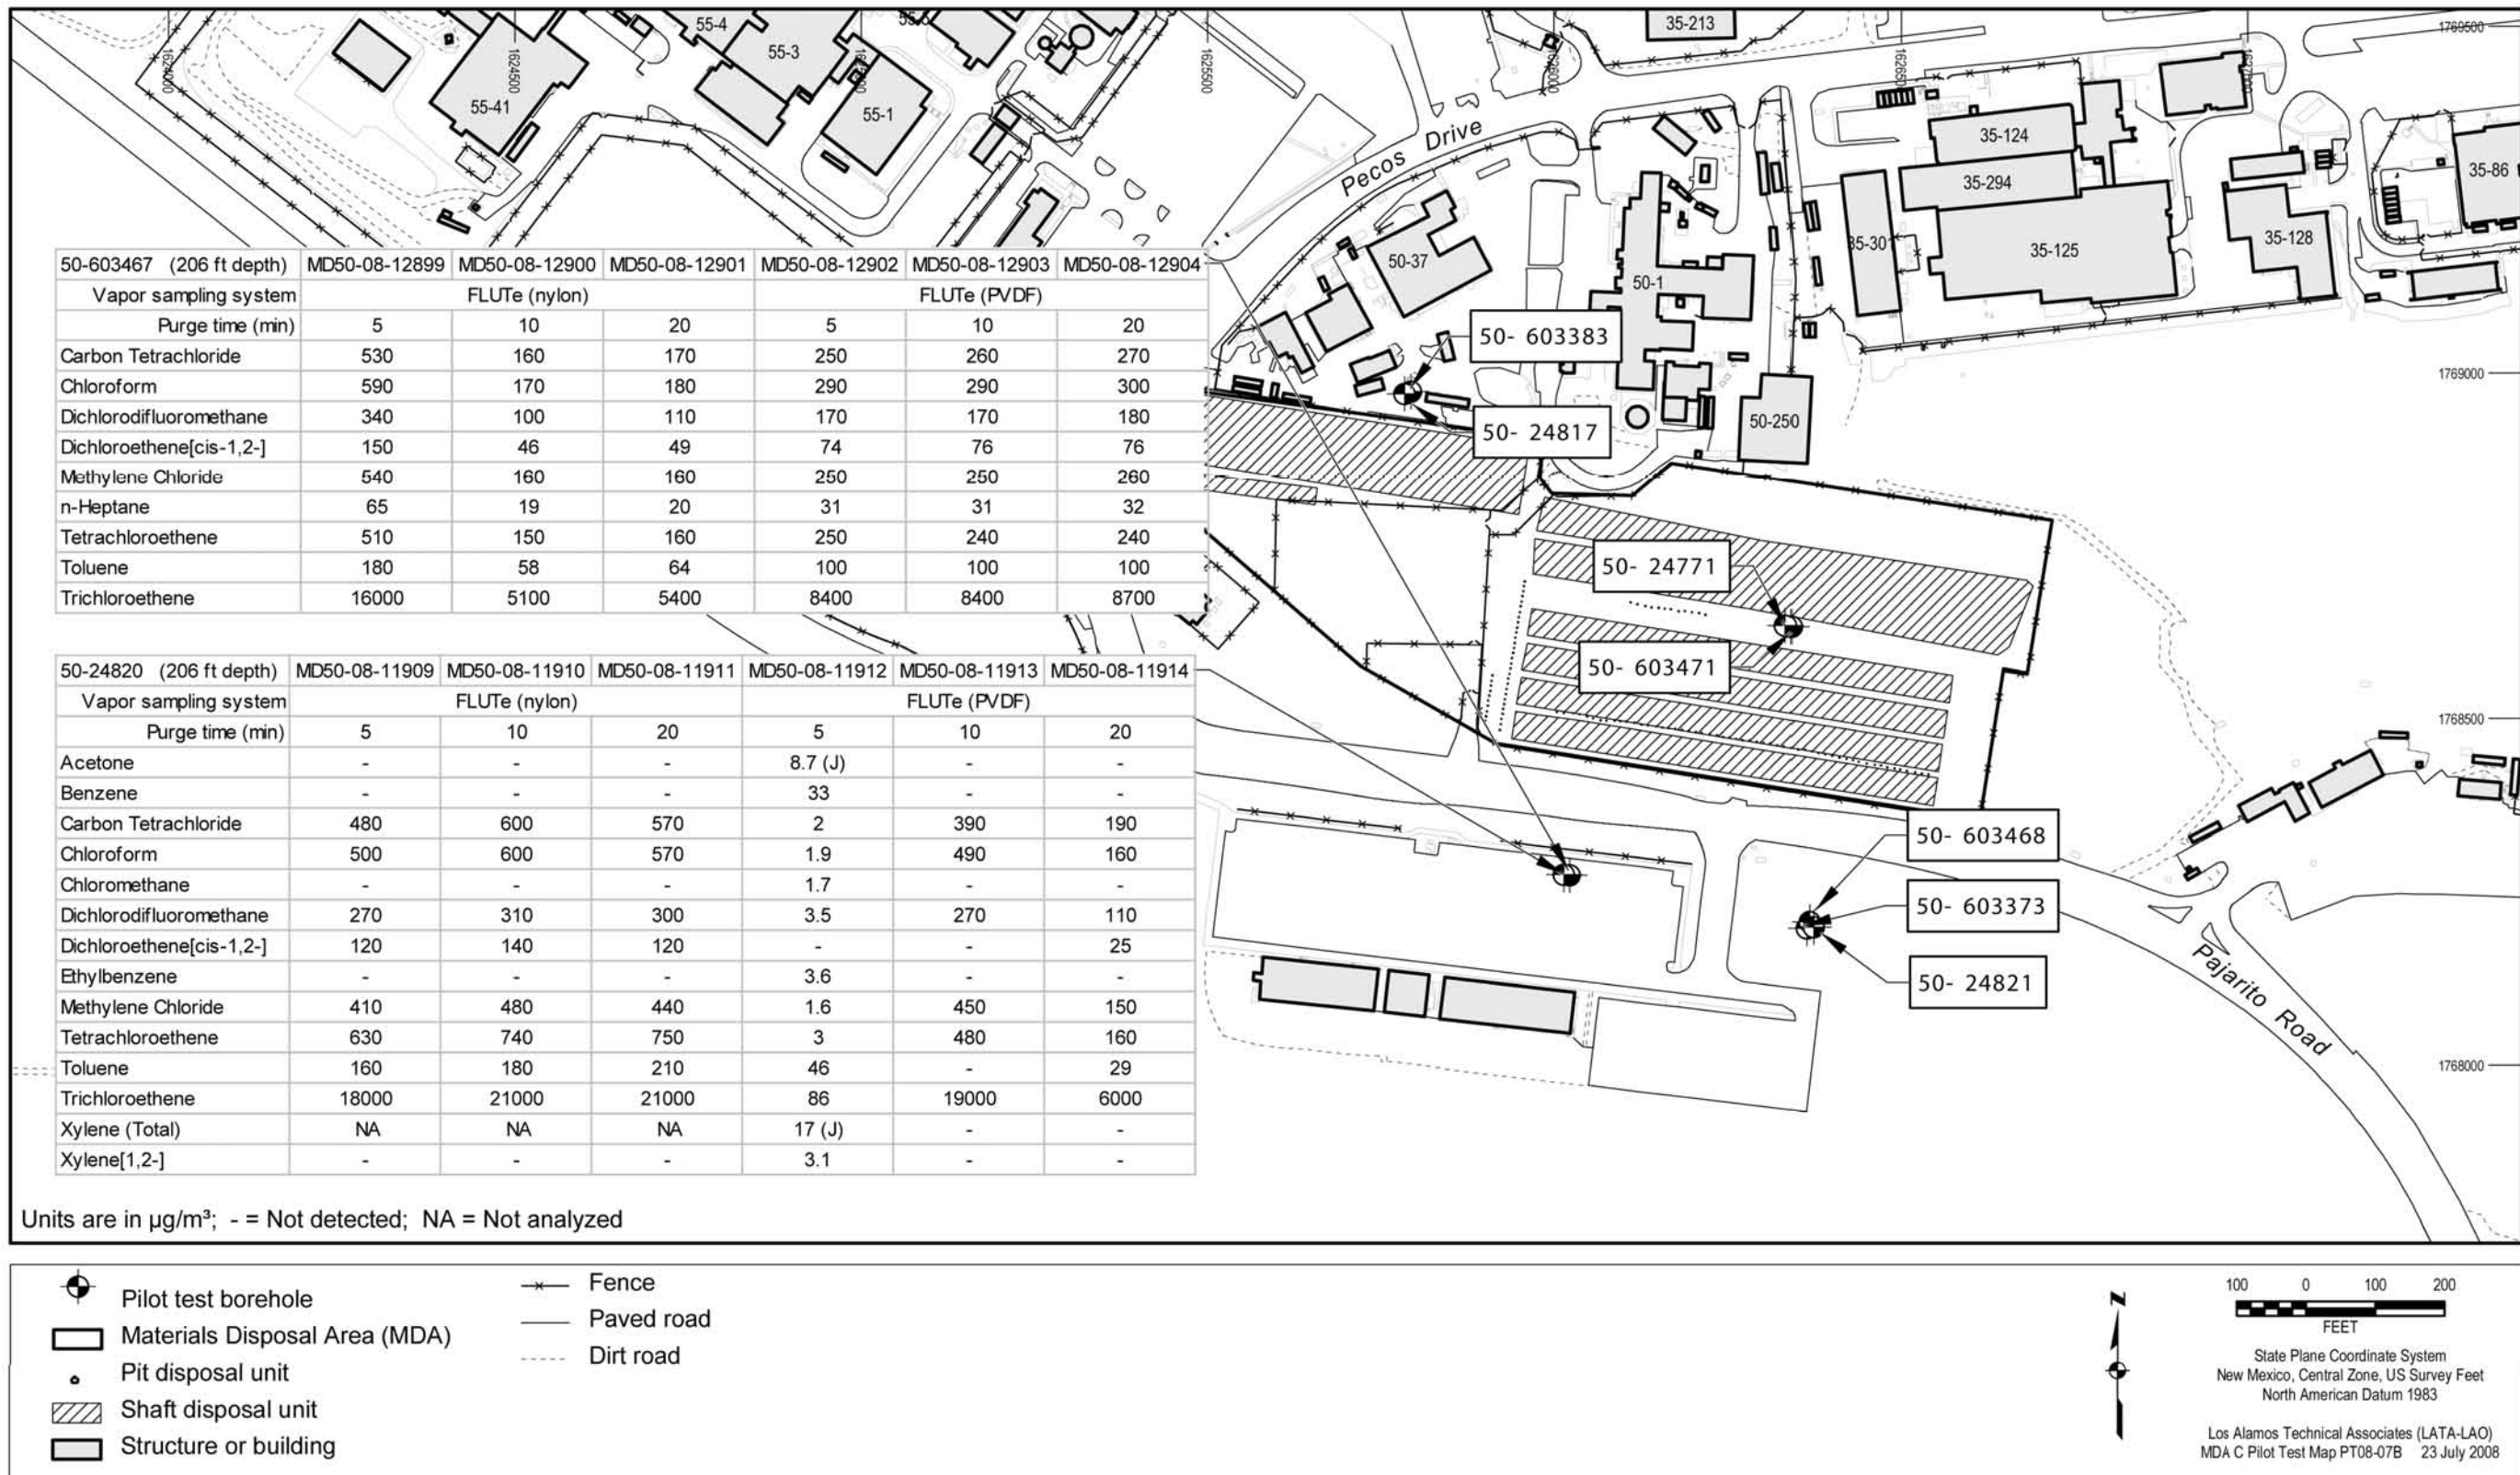 55-4
55-3
55-41
55-1
1624500
1625500
35-213
1769500
Pecos Drive
35-124
35-294
35-125
35-128
35-86
50-37
50-1
50-250
50- 603383
50- 24817
1769000
50-603467 (206 ft depth) MD50-08-12899 MD50-08-12900 MD50-08-12901 MD50-08-12902 MD50-08-12903 MD50-08-12904
Vapor sampling system FLUTe (nylon) FLUTe (PVDF)
Purge time (min) 5 10 20 5 10 20
Carbon Tetrachloride 530 160 170 250 260 270
Chloroform 590 170 180 290 290 300
Dichlorodifluoromethane 340 100 110 170 170 180
Dichloroethene[cis-1,2-] 150 46 49 74 76 76
Methylene Chloride 540 160 160 250 250 260
n-Heptane 65 19 20 31 31 32
Tetrachloroethene 510 150 160 250 240 240
Toluene 180 58 64 100 100 100
Trichloroethene 16000 5100 5400 8400 8400 8700
50- 24771
50- 603471
1768500
50-24820 (206 ft depth) MD50-08-11909 MD50-08-11910 MD50-08-11911 MD50-08-11912 MD50-08-11913 MD50-08-11914
Vapor sampling system FLUTe (nylon) FLUTe (PVDF)
Purge time (min) 5 10 20 5 10 20
Acetone - - - 8.7 (J) - -
Benzene - - - 33 - -
Carbon Tetrachloride 480 600 570 2 390 190
Chloroform 500 600 570 1.9 490 160
Chloromethane - - - 1.7 - -
Dichlorodifluoromethane 270 310 300 3.5 270 110
Dichloroethene[cis-1,2-] 120 140 120 - - 25
Ethylbenzene - - - 3.6 - -
Methylene Chloride 410 480 440 1.6 450 150
Tetrachloroethene 630 740 750 3 480 160
Toluene 160 180 210 46 - 29
Trichloroethene 18000 21000 21000 86 19000 6000
Xylene (Total) NA NA NA 17 (J) - -
Xylene[1,2-] - - - 3.1 - -
50- 603468
50- 603373
50- 24821
Pajarito Road
1768000
Units are in µg/m³; - = Not detected; NA = Not analyzed
Pilot test borehole
Materials Disposal Area (MDA)
Pit disposal unit
Shaft disposal unit
Structure or building
Fence
Paved road
Dirt road
N
100 0 100 200
FEET
State Plane Coordinate System
New Mexico, Central Zone, US Survey Feet
North American Datum 1983
Los Alamos Technical Associates (LATA-LAO)
MDA C Pilot Test Map PT08-07B 23 July 2008